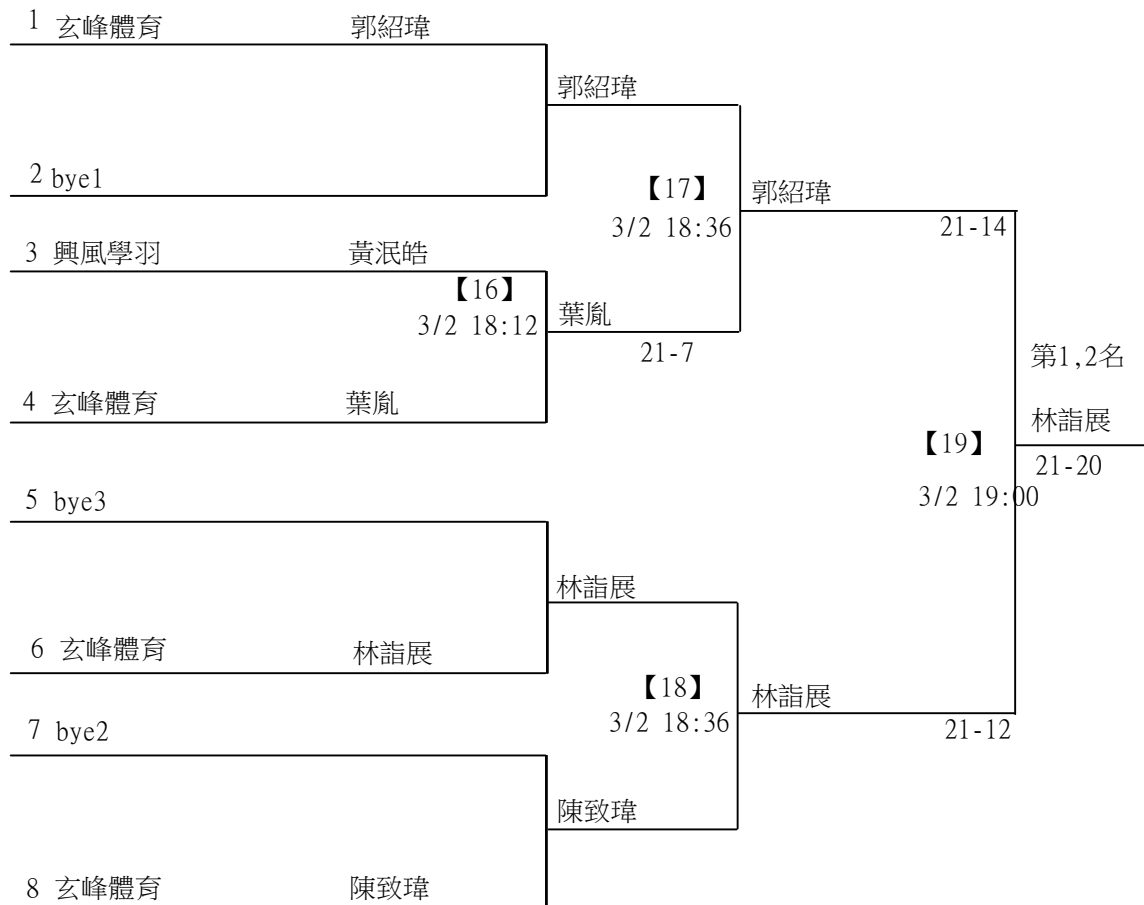 1 玄峰體育 郭紹瑋
郭紹瑋
2 bye1
【17】
3/2 18:36
郭紹瑋
21-14
3 興風學羽 黃泯皓
【16】
3/2 18:12
葉胤
21-7
4 玄峰體育 葉胤
第1,2名
林詣展
【19】
21-20
3/2 19:00
5 bye3
林詣展
6 玄峰體育 林詣展
【18】
3/2 18:36
林詣展
21-12
7 bye2
陳致瑋
8 玄峰體育 陳致瑋